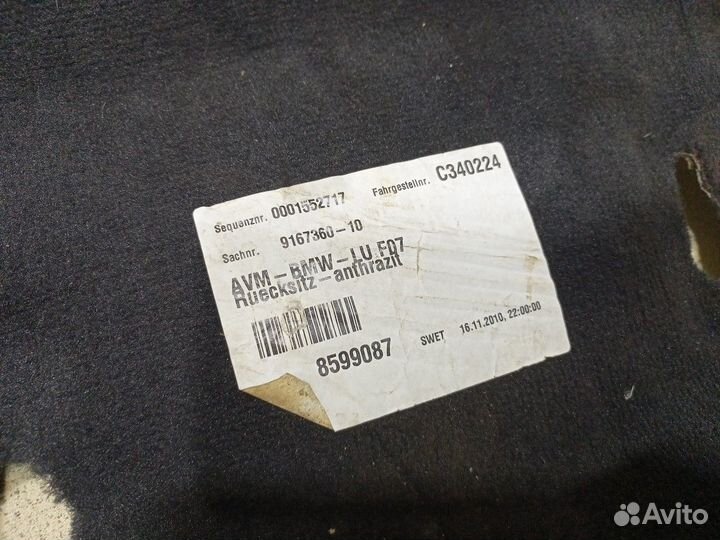 Sequenznr. 0001552717 Fahrgestellnr. C340224
Sachnr. 9167360-10
AVM-BMW-LU F07
Ruecksitz-anthrazit
8599087 SWET 16.11.2010, 22:00:00
Avito